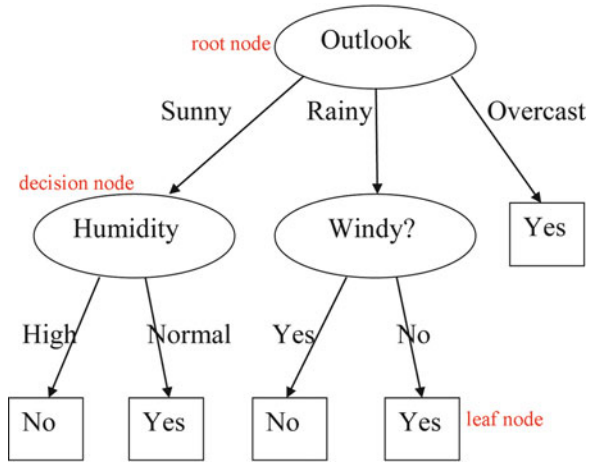 root node Outlook
Sunny Rainy Overcast
decision node
Humidity Windy? Yes
High Normal Yes No
No Yes No Yes leaf node